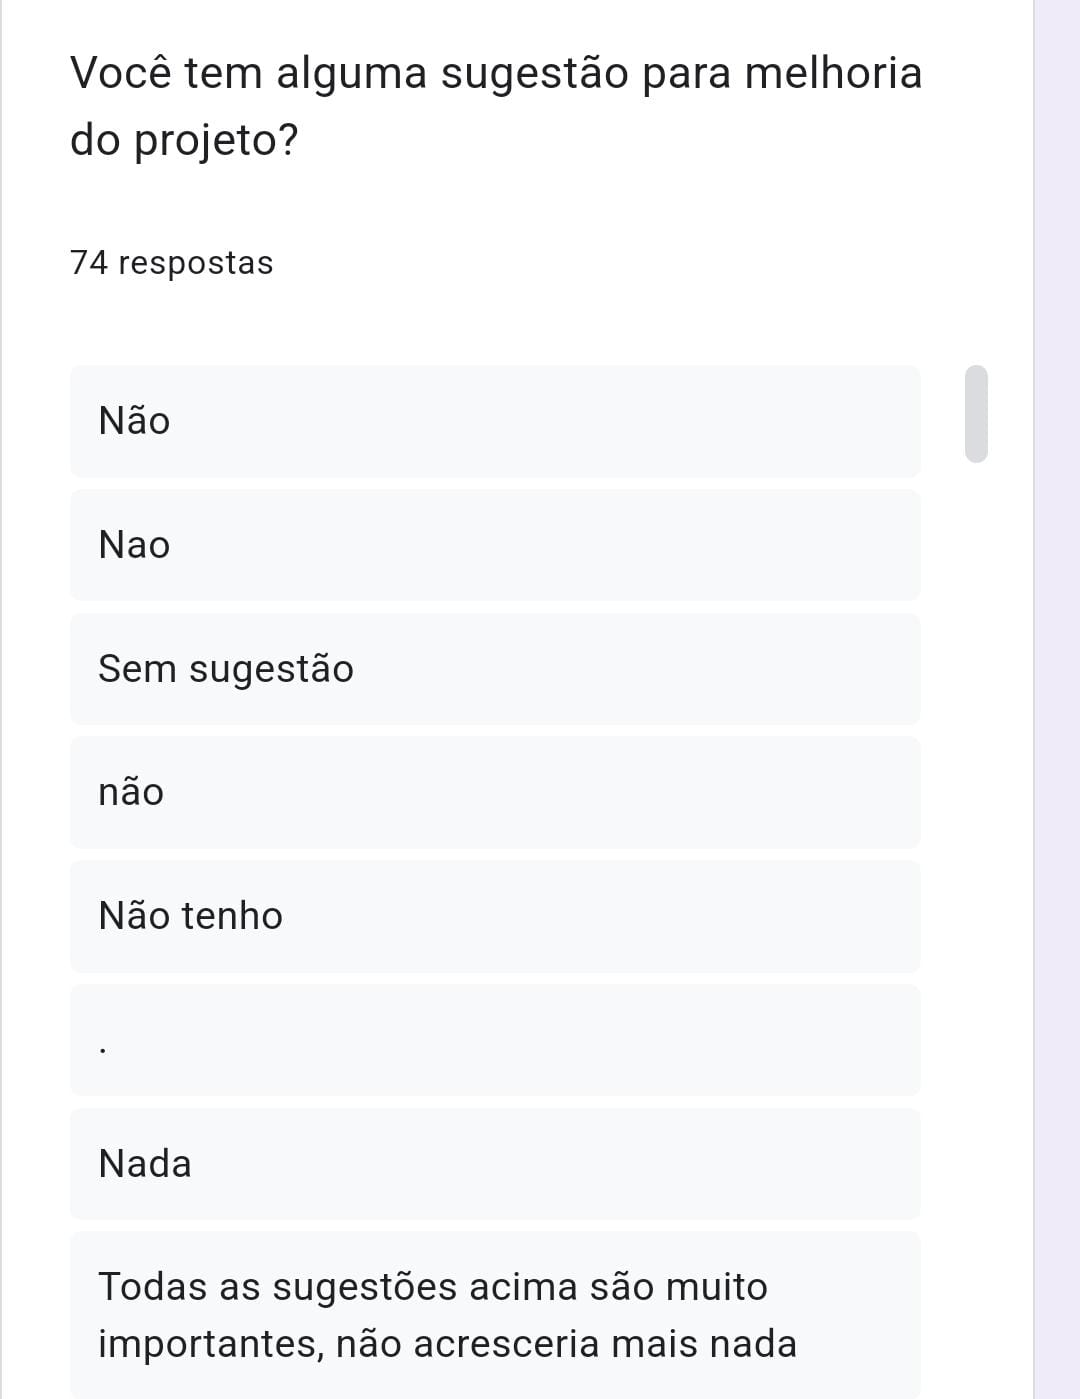 Você tem alguma sugestão para melhoria
do projeto?
74 respostas
Não
Nao
Sem sugestão
não
Não tenho
.
Nada
Todas as sugestões acima são muito
importantes, não acresceria mais nada